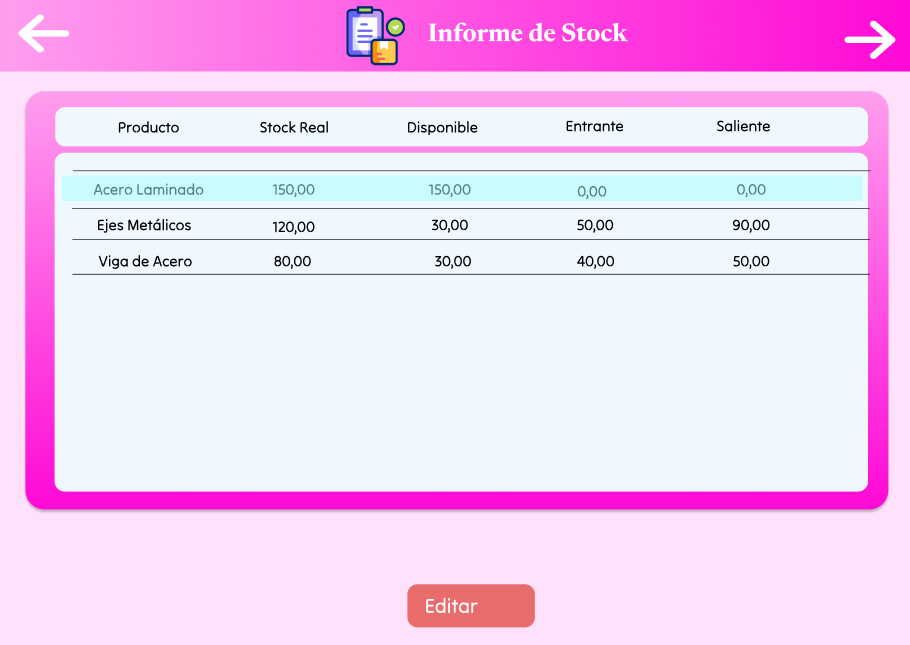 Informe de Stock
Producto Stock Real Disponible Entrante Saliente
Acero Laminado 150,00 150,00 0,00 0,00
Ejes Metálicos 120,00 30,00 50,00 90,00
Viga de Acero 80,00 30,00 40,00 50,00
Editar